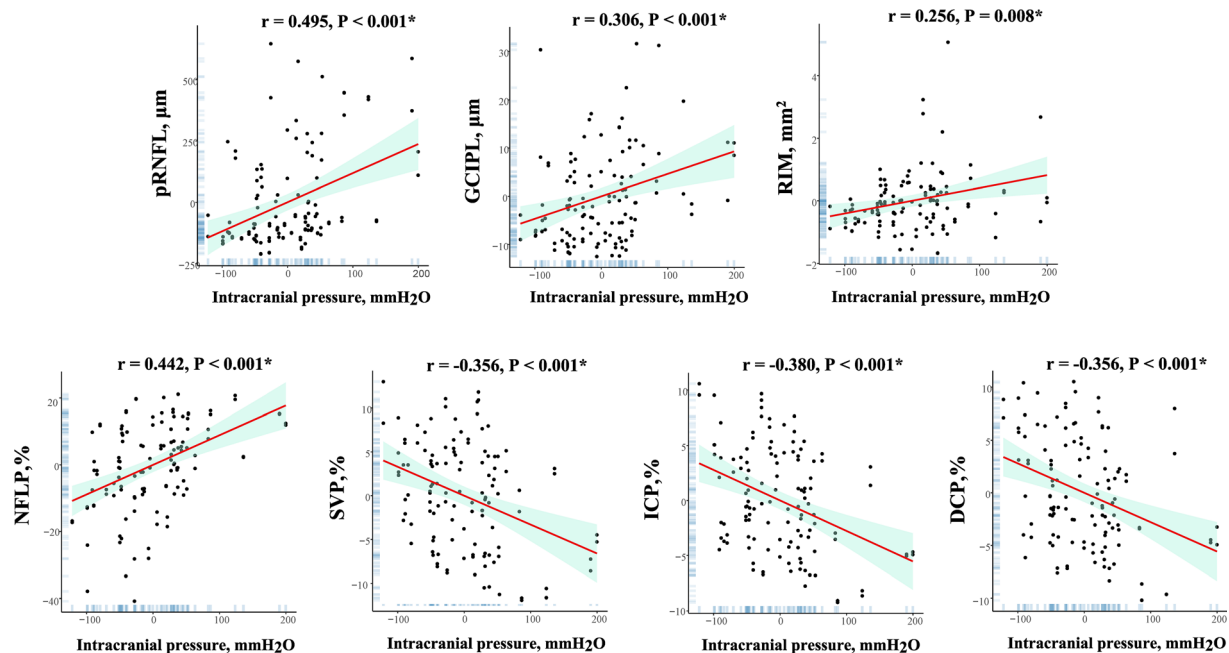 r = 0.495, P < 0.001*
pRNFL, μm
500
250
0
−250
−100
0
100
200
Intracranial pressure, mmH2O
r = 0.306, P < 0.001*
GCIPL, μm
30
20
10
0
−10
−100
0
100
200
Intracranial pressure, mmH2O
r = 0.256, P = 0.008*
RIM, mm²
4
2
0
−2
−100
0
100
200
Intracranial pressure, mmH2O
r = 0.442, P < 0.001*
NFLP,%
20
0
−20
−40
−100
0
100
200
Intracranial pressure, mmH2O
r = -0.356, P < 0.001*
SVP,%
10
5
0
−5
−10
−100
0
100
200
Intracranial pressure, mmH2O
r = -0.380, P < 0.001*
ICP,%
10
5
0
−5
−10
−100
0
100
200
Intracranial pressure, mmH2O
r = -0.356, P < 0.001*
DCP,%
10
5
0
−5
−10
−100
0
100
200
Intracranial pressure, mmH2O